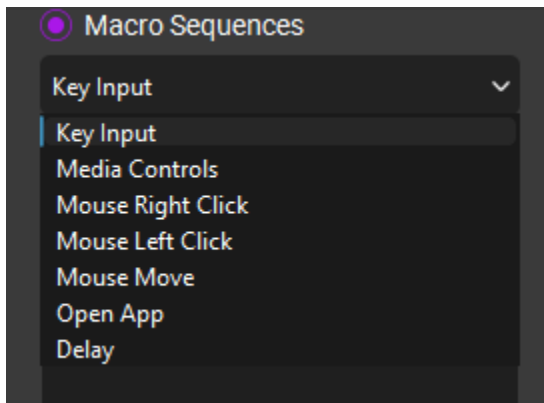 Macro Sequences
Key Input
Key Input
Media Controls
Mouse Right Click
Mouse Left Click
Mouse Move
Open App
Delay